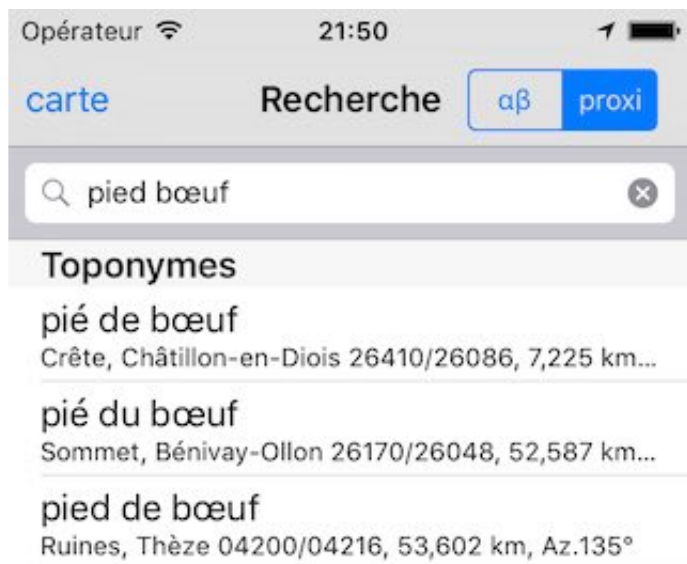 Opérateur 21:50
carte Recherche αβ proxi
pied bœuf
Toponymes
pié de bœuf
Crête, Châtillon-en-Diois 26410/26086, 7,225 km...
pié du bœuf
Sommet, Bénivay-Ollon 26170/26048, 52,587 km...
pied de bœuf
Ruines, Thèze 04200/04216, 53,602 km, Az.135°